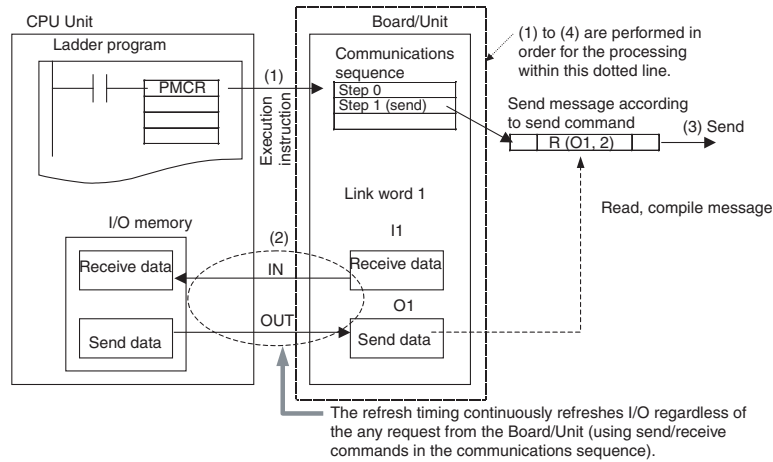 CPU Unit
Ladder program
PMCR
(1)
Execution
instruction
Board/Unit
Communications
sequence
Step 0
Step 1 (send)
(1) to (4) are performed in
order for the processing
within this dotted line.
Send message according
to send command
R (O1, 2)
(3) Send
Read, compile message
Link word 1
I/O memory
(2)
I1
Receive data
IN
Receive data
O1
Send data
OUT
Send data
The refresh timing continuously refreshes I/O regardless of
the any request from the Board/Unit (using send/receive
commands in the communications sequence).